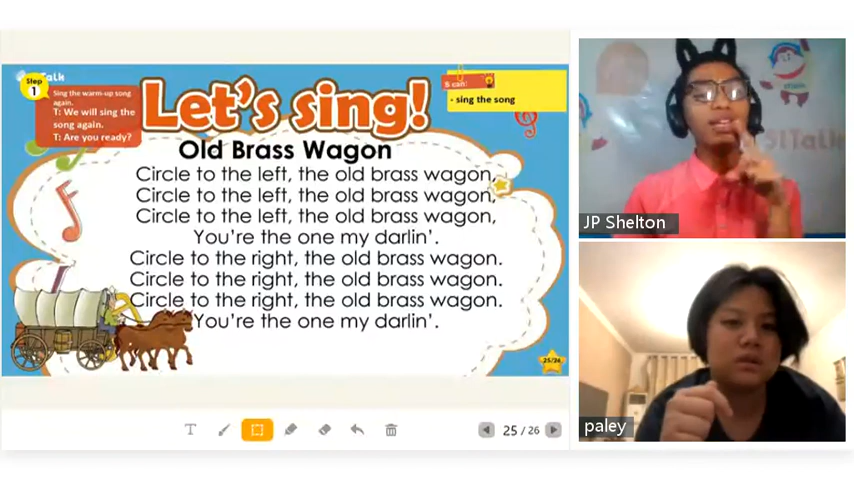 Talk
Step
1
Sing the warm-up song
again.
T: We will sing the
song again.
T: Are you ready?
Let's sing!
I can!
- sing the song
Old Brass Wagon
Circle to the left, the old brass wagon,
Circle to the left, the old brass wagon,
Circle to the left, the old brass wagon,
You're the one my darlin'.
Circle to the right, the old brass wagon.
Circle to the right, the old brass wagon.
Circle to the right, the old brass wagon.
You're the one my darlin'.
25/26
T
25 / 26
51Talk
JP Shelton
paley